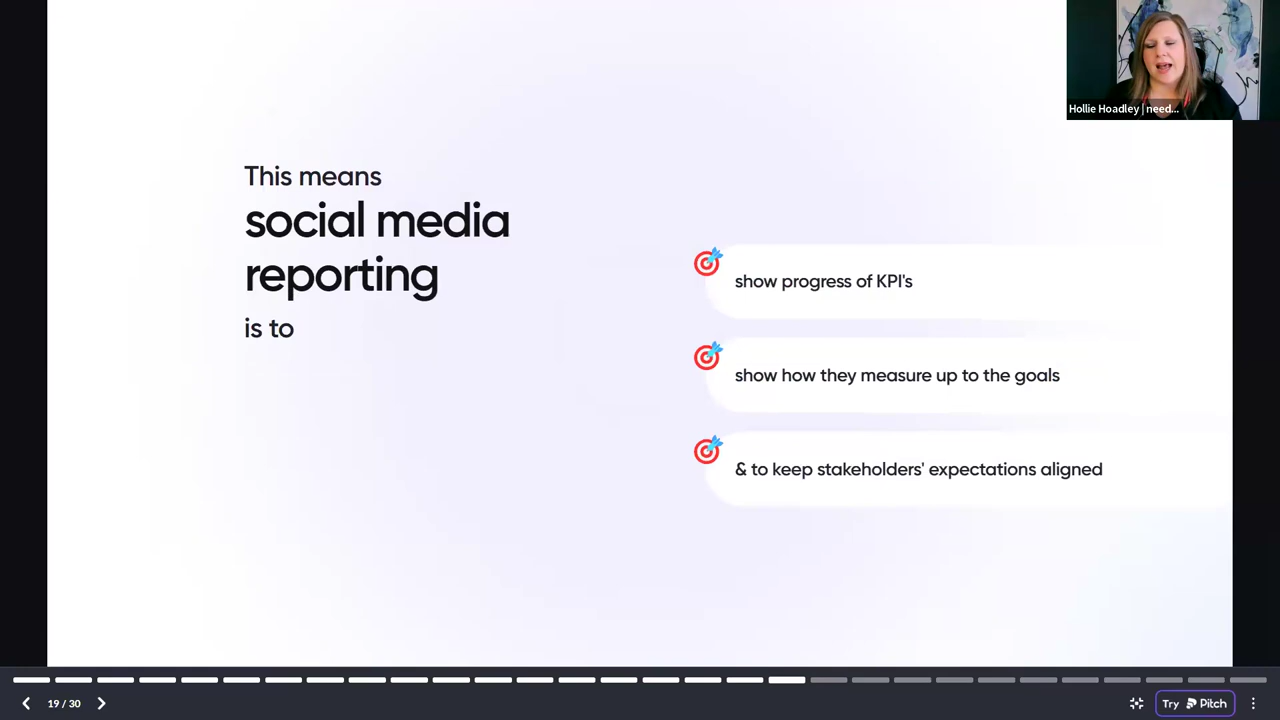 Hollie Hoadley | need...
This means
social media
reporting
is to
show progress of KPI's
show how they measure up to the goals
& to keep stakeholders' expectations aligned
19 / 30
Try Pitch